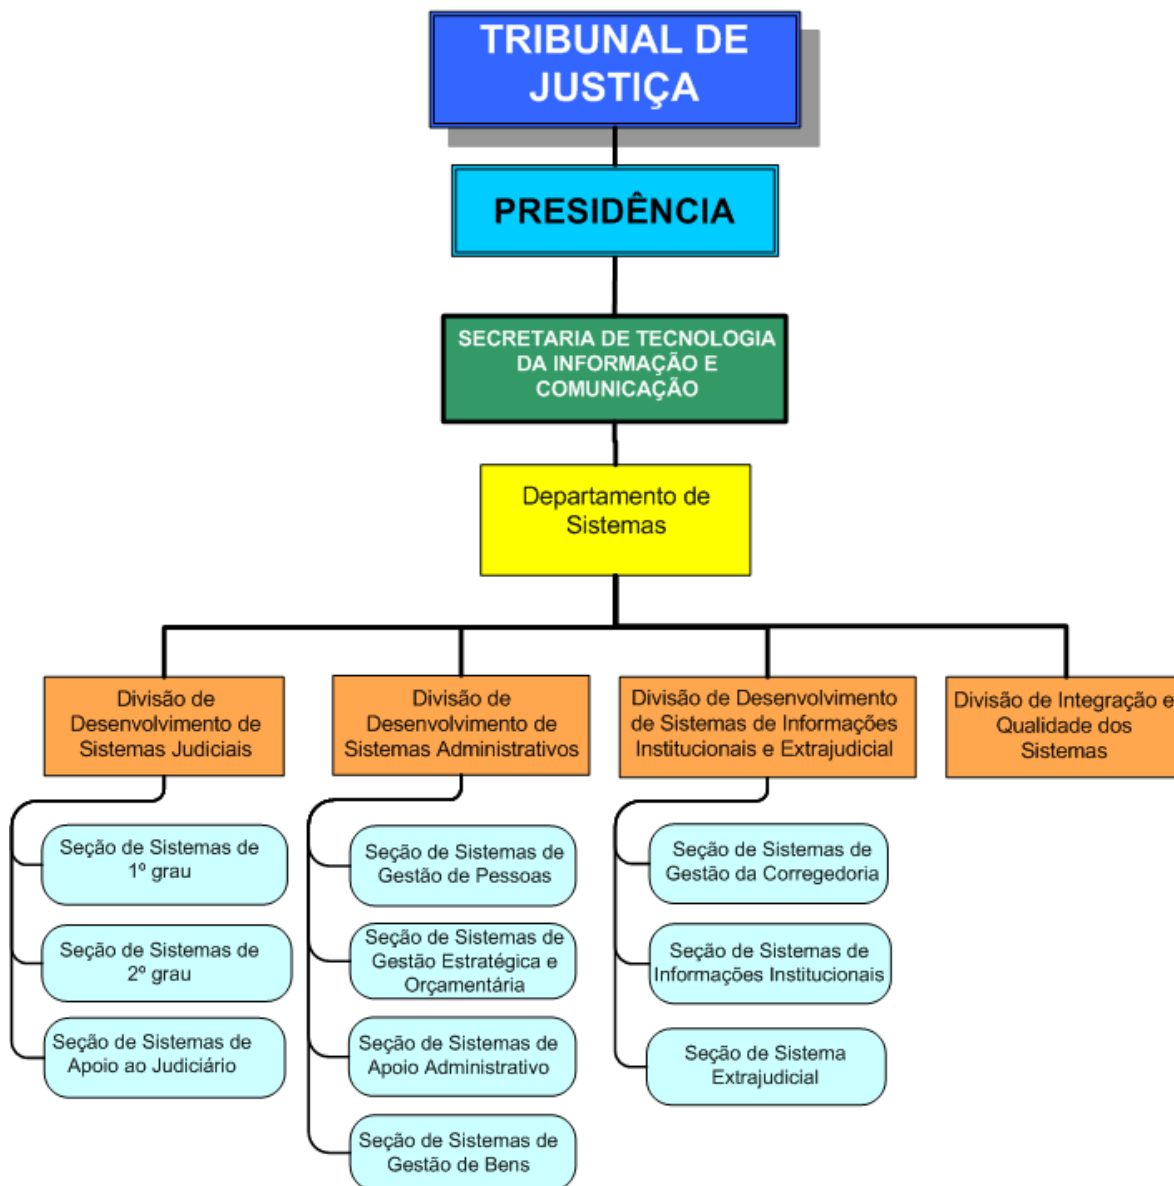 TRIBUNAL DE
JUSTIÇA
PRESIDÊNCIA
SECRETARIA DE TECNOLOGIA
DA INFORMAÇÃO E
COMUNICAÇÃO
Departamento de
Sistemas
Divisão de
Desenvolvimento de
Sistemas Judiciais
Divisão de
Desenvolvimento de
Sistemas Administrativos
Divisão de Desenvolvimento
de Sistemas de Informações
Institucionais e Extrajudicial
Divisão de Integração e
Qualidade dos
Sistemas
Seção de Sistemas de
1º grau
Seção de Sistemas de
2º grau
Seção de Sistemas de
Apoio ao Judiciário
Seção de Sistemas de
Gestão de Pessoas
Seção de Sistemas de
Gestão Estratégica e
Orçamentária
Seção de Sistemas de
Apoio Administrativo
Seção de Sistemas de
Gestão de Bens
Seção de Sistemas de
Gestão da Corregedoria
Seção de Sistemas de
Informações Institucionais
Seção de Sistema
Extrajudicial